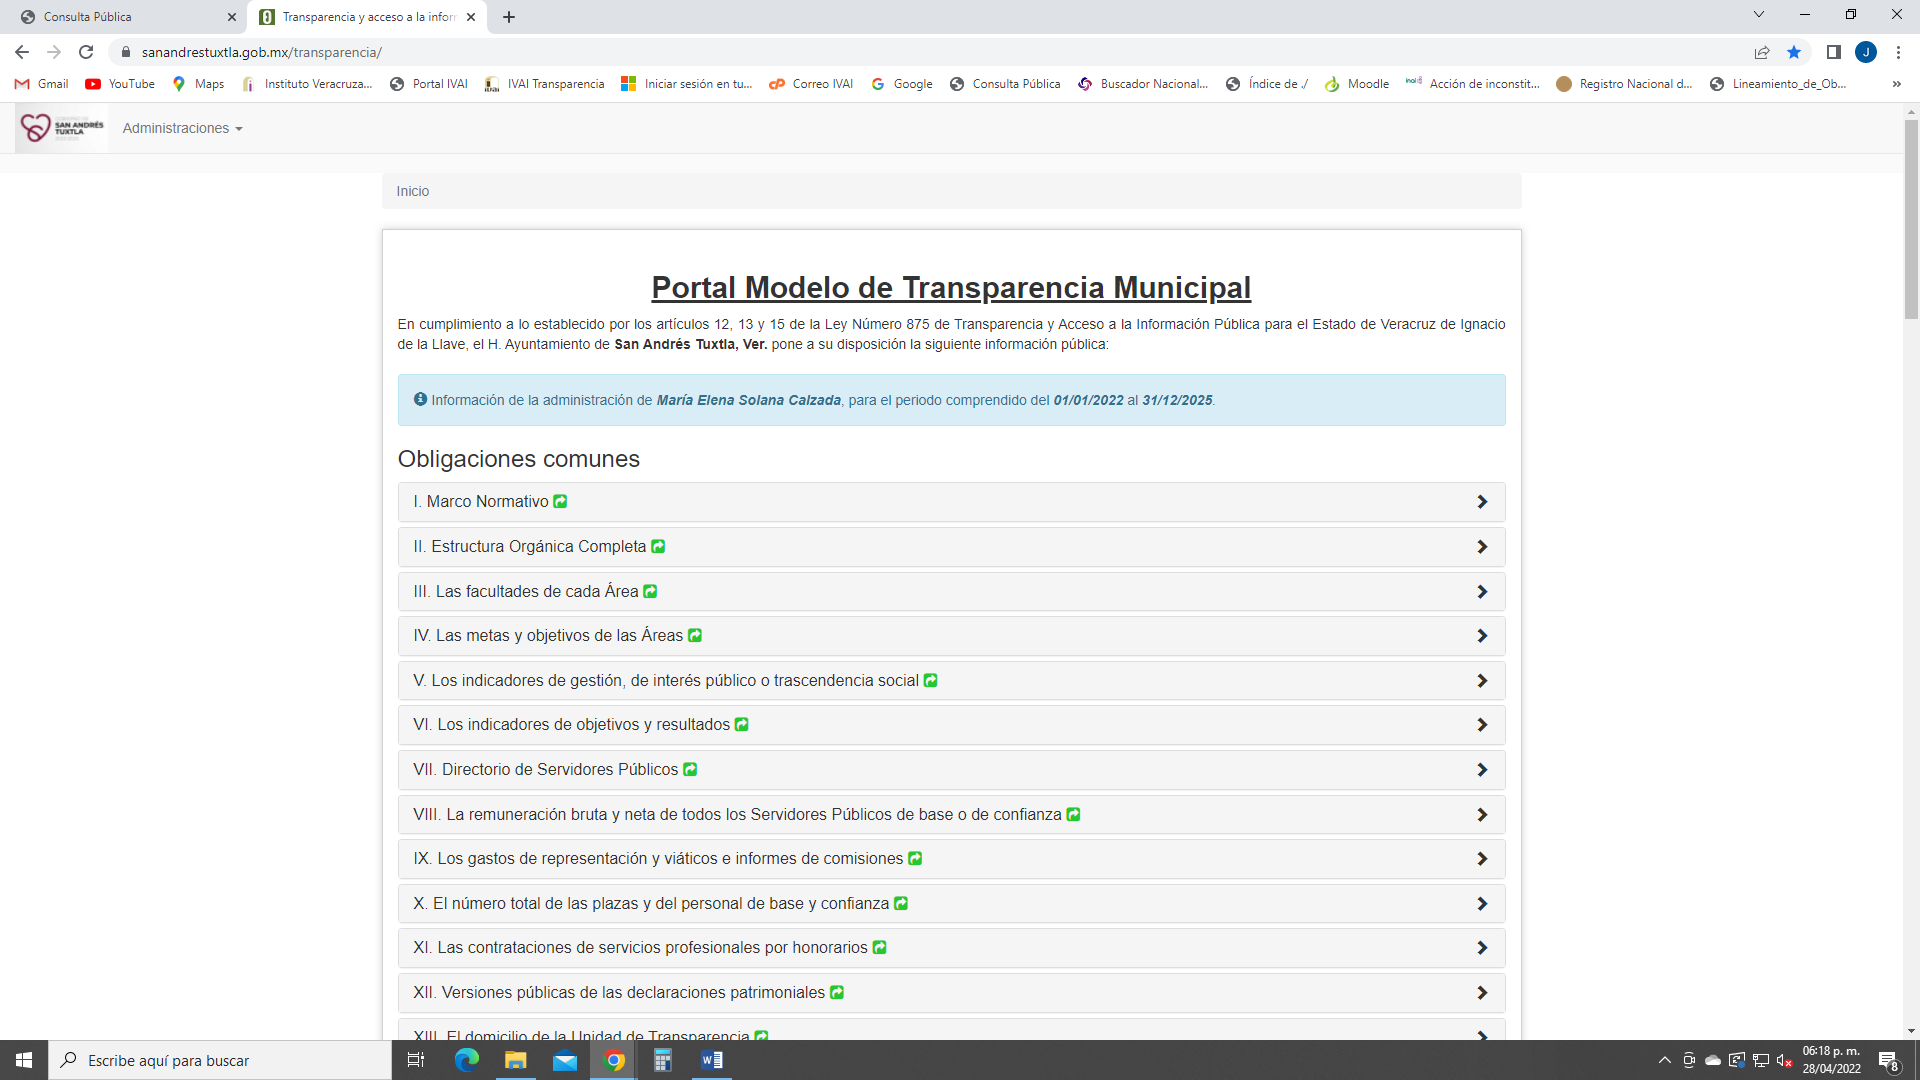 Consulta Pública
Transparencia y acceso a la infor
sanandrestuxtla.gob.mx/transparencia/
J
Gmail YouTube Maps Instituto Veracruza... Portal IVAI IVAI Transparencia Iniciar sesión en tu... Correo IVAI Google Consulta Pública Buscador Nacional... Índice de ./ Moodle Acción de inconstit... Registro Nacional d... Lineamiento_de_Ob... »
SAN ANDRÉS
TUXTLA
Administraciones
Inicio
Portal Modelo de Transparencia Municipal
En cumplimiento a lo establecido por los artículos 12, 13 y 15 de la Ley Número 875 de Transparencia y Acceso a la Información Pública para el Estado de Veracruz de Ignacio
de la Llave, el H. Ayuntamiento de San Andrés Tuxtla, Ver. pone a su disposición la siguiente información pública:
Información de la administración de María Elena Solana Calzada, para el periodo comprendido del 01/01/2022 al 31/12/2025.
Obligaciones comunes
I. Marco Normativo
II. Estructura Orgánica Completa
III. Las facultades de cada Área
IV. Las metas y objetivos de las Áreas
V. Los indicadores de gestión, de interés público o trascendencia social
VI. Los indicadores de objetivos y resultados
VII. Directorio de Servidores Públicos
VIII. La remuneración bruta y neta de todos los Servidores Públicos de base o de confianza
IX. Los gastos de representación y viáticos e informes de comisiones
X. El número total de las plazas y del personal de base y confianza
XI. Las contrataciones de servicios profesionales por honorarios
XII. Versiones públicas de las declaraciones patrimoniales
XIII. El domicilio de la Unidad de Transparencia
Escribe aquí para buscar
06:18 p. m.
28/04/2022
8